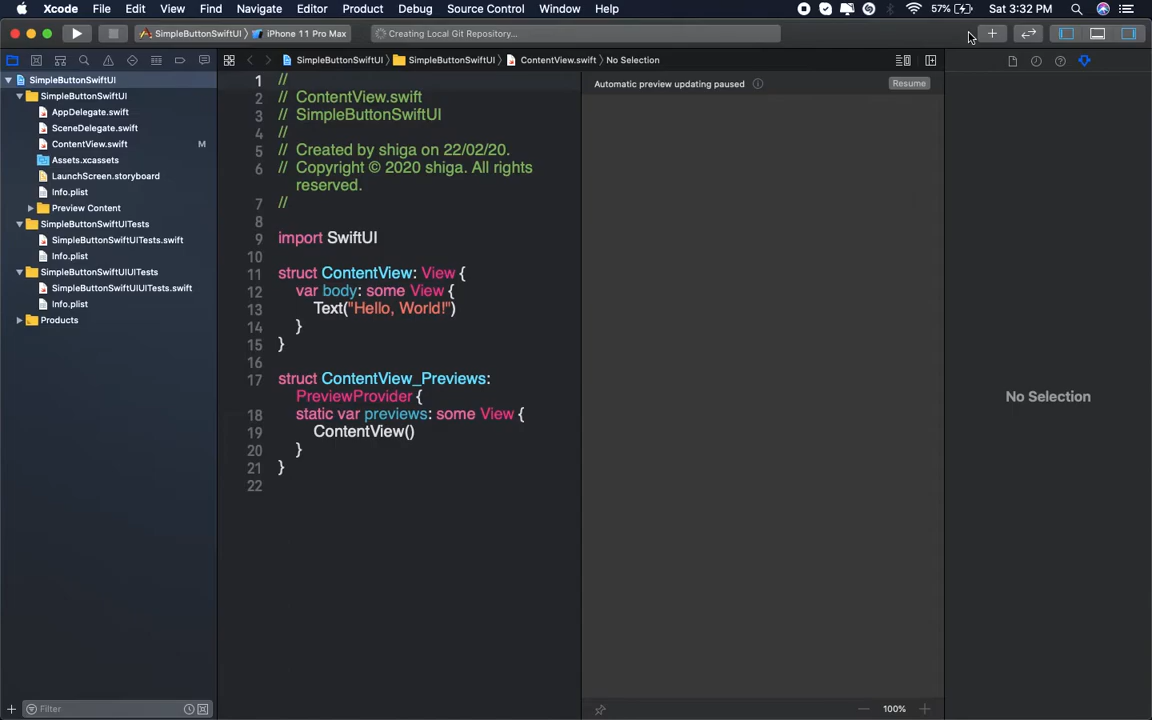 Xcode File Edit View Find Navigate Editor Product Debug Source Control Window Help 57% Sat 3:32 PM
SimpleButtonSwiftUI iPhone 11 Pro Max Creating Local Git Repository...
SimpleButtonSwiftUI SimpleButtonSwiftUI ContentView.swift No Selection
SimpleButtonSwiftUI
SimpleButtonSwiftUI
AppDelegate.swift
SceneDelegate.swift
ContentView.swift M
Assets.xcassets
LaunchScreen.storyboard
Info.plist
Preview Content
SimpleButtonSwiftUITests
SimpleButtonSwiftUITests.swift
Info.plist
SimpleButtonSwiftUIUITests
SimpleButtonSwiftUIUITests.swift
Info.plist
Products
Filter
1 //
2 // ContentView.swift
3 // SimpleButtonSwiftUI
4 //
5 // Created by shiga on 22/02/20.
6 // Copyright © 2020 shiga. All rights
reserved.
7 //
8
9 import SwiftUI
10
11 struct ContentView: View {
12 var body: some View {
13 Text("Hello, World!")
14 }
15 }
16
17 struct ContentView_Previews:
PreviewProvider {
18 static var previews: some View {
19 ContentView()
20 }
21 }
22
Automatic preview updating paused Resume
100%
No Selection